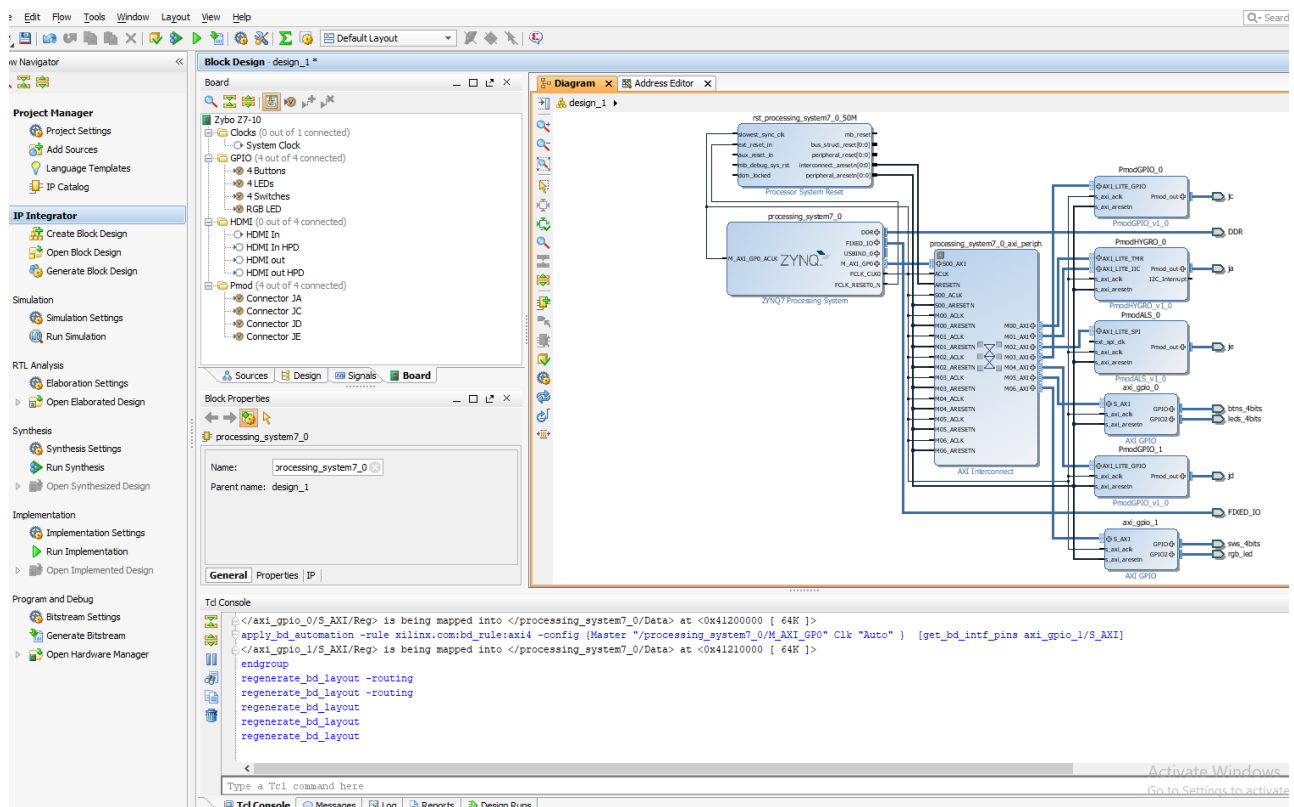 Edit Flow Tools Window Layout View Help
Q- Search
Default Layout
Flow Navigator
Project Manager
Project Settings
Add Sources
Language Templates
IP Catalog
IP Integrator
Create Block Design
Open Block Design
Generate Block Design
Simulation
Simulation Settings
Run Simulation
RTL Analysis
Elaboration Settings
Open Elaborated Design
Synthesis
Synthesis Settings
Run Synthesis
Open Synthesized Design
Implementation
Implementation Settings
Run Implementation
Open Implemented Design
Program and Debug
Bitstream Settings
Generate Bitstream
Open Hardware Manager
Block Design - design_1 *
Board
Zybo Z7-10
Clocks (0 out of 1 connected)
System Clock
GPIO (4 out of 4 connected)
4 Buttons
4 LEDs
4 Switches
RGB LED
HDMI (0 out of 4 connected)
HDMI In
HDMI In HPD
HDMI out
HDMI out HPD
Pmod (4 out of 4 connected)
Connector JA
Connector JC
Connector JD
Connector JE
Sources Design Signals Board
Block Properties
processing_system7_0
Name: processing_system7_0
Parent name: design_1
General Properties IP
Diagram Address Editor
design_1
rst_processing_system7_0_50M
slowest_sync_clk mb_reset
ext_reset_in bus_struct_reset[0:0]
aux_reset_in peripheral_reset[0:0]
mb_debug_sys_rst interconnect_aresetn[0:0]
dcm_locked peripheral_aresetn[0:0]
Processor System Reset
processing_system7_0
DDR
FIXED_IO
USBIND_0
M_AXI_GP0_ACLK ZYNQ M_AXI_GP0
FCLK_CLK0
FCLK_RESET0_N
ZYNQ7 Processing System
processing_system7_0_axi_periph
S00_AXI
ACLK
ARESETN
S00_ACLK
S00_ARESETN
M00_ACLK
M00_ARESETN M00_AXI
M01_ACLK M01_AXI
M01_ARESETN M02_AXI
M02_ACLK M03_AXI
M02_ARESETN M04_AXI
M03_ACLK M05_AXI
M03_ARESETN M06_AXI
M04_ACLK
M04_ARESETN
M05_ACLK
M05_ARESETN
M06_ACLK
M06_ARESETN
AXI Interconnect
PmodGPIO_0
AXI_LITE_GPIO
s_axi_aclk Pmod_out jc
s_axi_aresetn
PmodGPIO_v1_0
DDR
PmodHYGRO_0
AXI_LITE_TMR
AXI_LITE_IIC Pmod_out ja
s_axi_aclk I2C_Interrupt
s_axi_aresetn
PmodHYGRO_v1_0
PmodALS_0
AXI_LITE_SPI
ext_spi_clk
s_axi_aclk Pmod_out je
s_axi_aresetn
PmodALS_v1_0
axi_gpio_0
S_AXI
s_axi_aclk GPIO btns_4bits
s_axi_aresetn GPIO2 leds_4bits
AXI GPIO
PmodGPIO_1
AXI_LITE_GPIO
s_axi_aclk Pmod_out jd
s_axi_aresetn
PmodGPIO_v1_0
FIXED_IO
axi_gpio_1
S_AXI
s_axi_aclk GPIO sws_4bits
s_axi_aresetn GPIO2 rgb_led
AXI GPIO
Tcl Console
</axi_gpio_0/S_AXI/Reg> is being mapped into </processing_system7_0/Data> at <0x41200000 [ 64K ]>
apply_bd_automation -rule xilinx.com:bd_rule:axi4 -config {Master "/processing_system7_0/M_AXI_GP0" Clk "Auto" } [get_bd_intf_pins axi_gpio_1/S_AXI]
</axi_gpio_1/S_AXI/Reg> is being mapped into </processing_system7_0/Data> at <0x41210000 [ 64K ]>
endgroup
regenerate_bd_layout -routing
regenerate_bd_layout -routing
regenerate_bd_layout
regenerate_bd_layout
regenerate_bd_layout
Type a Tcl command here
Activate Windows
Go to Settings to activate
Tcl Console Messages Log Reports Design Runs